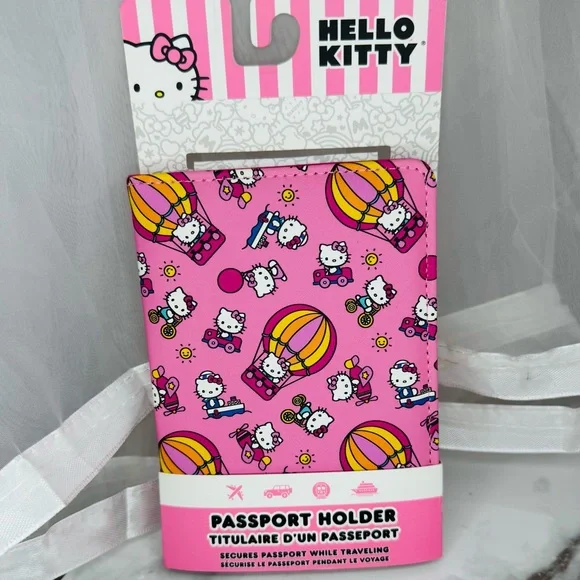 HELLO
KITTY®
PASSPORT HOLDER
TITULAIRE D'UN PASSEPORT
SECURES PASSPORT WHILE TRAVELING
SÉCURISE LE PASSEPORT PENDANT LE VOYAGE